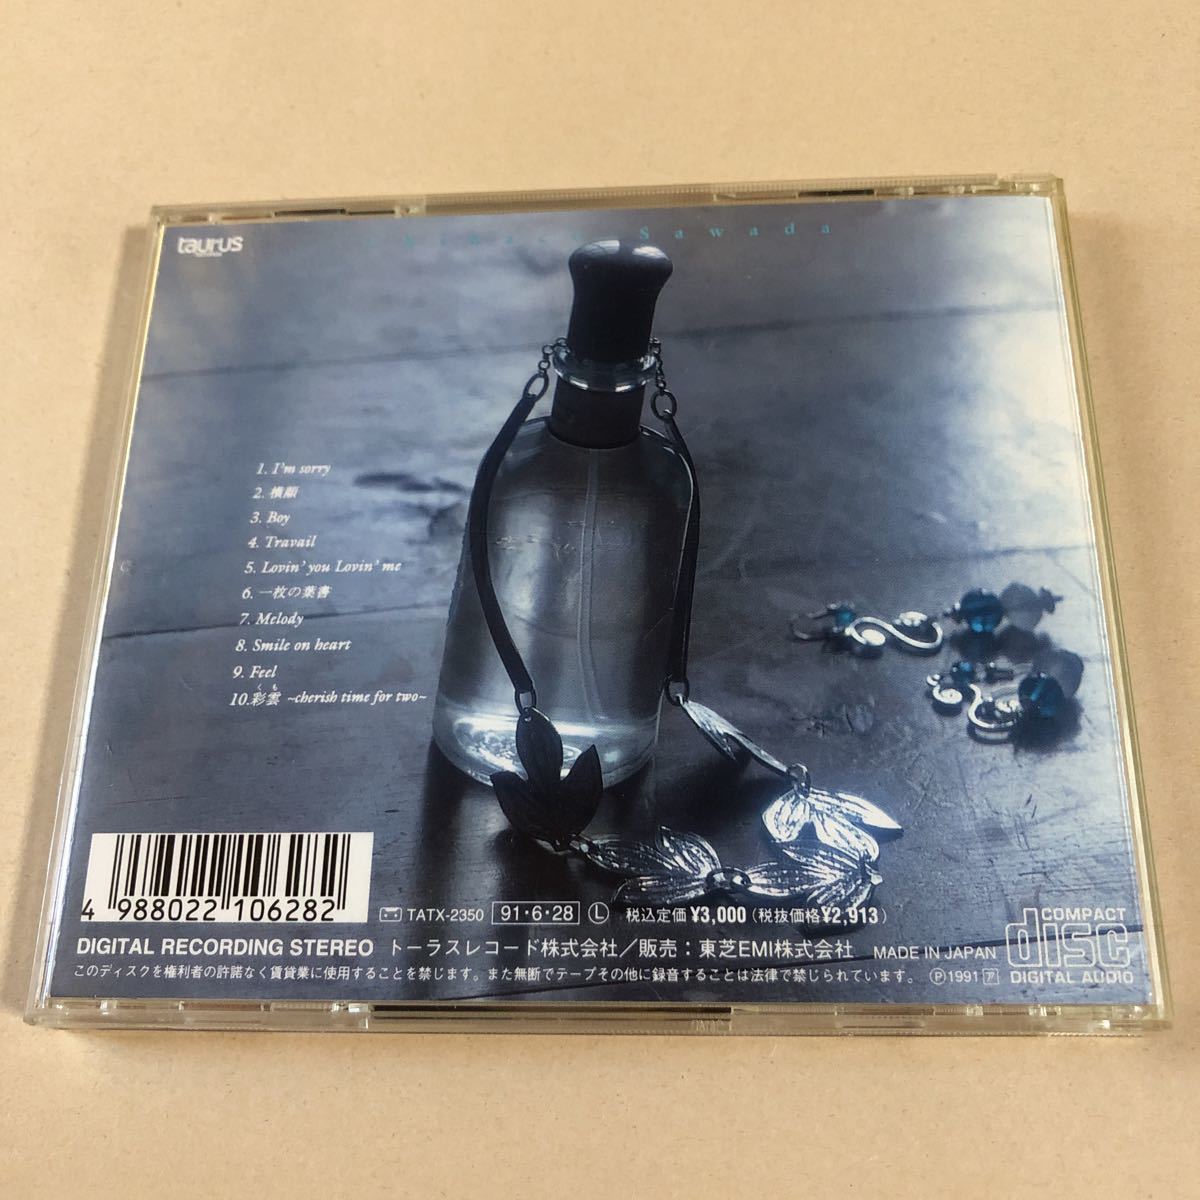 taurus
Sawada
1. I'm sorry
2. 横顔
3. Boy
4. Travail
5. Lovin' you Lovin' me
6. 一枚の葉書
7. Melody
8. Smile on heart
9. Feel
くも
10.彩雲 ~cherish time for two~
4 988022 106282
TATX-2350 91・6・28 Ⓛ 税込定価¥3,000(税抜価格¥2,913)
DIGITAL RECORDING STEREO トーラスレコード株式会社／販売：東芝EMI株式会社 MADE IN JAPAN
このディスクを権利者の許諾なく賃貸業に使用することを禁じます。また無断でテープその他に録音することは法律で禁じられています。 Ⓟ1991 ア
COMPACT
disc
DIGITAL AUDIO